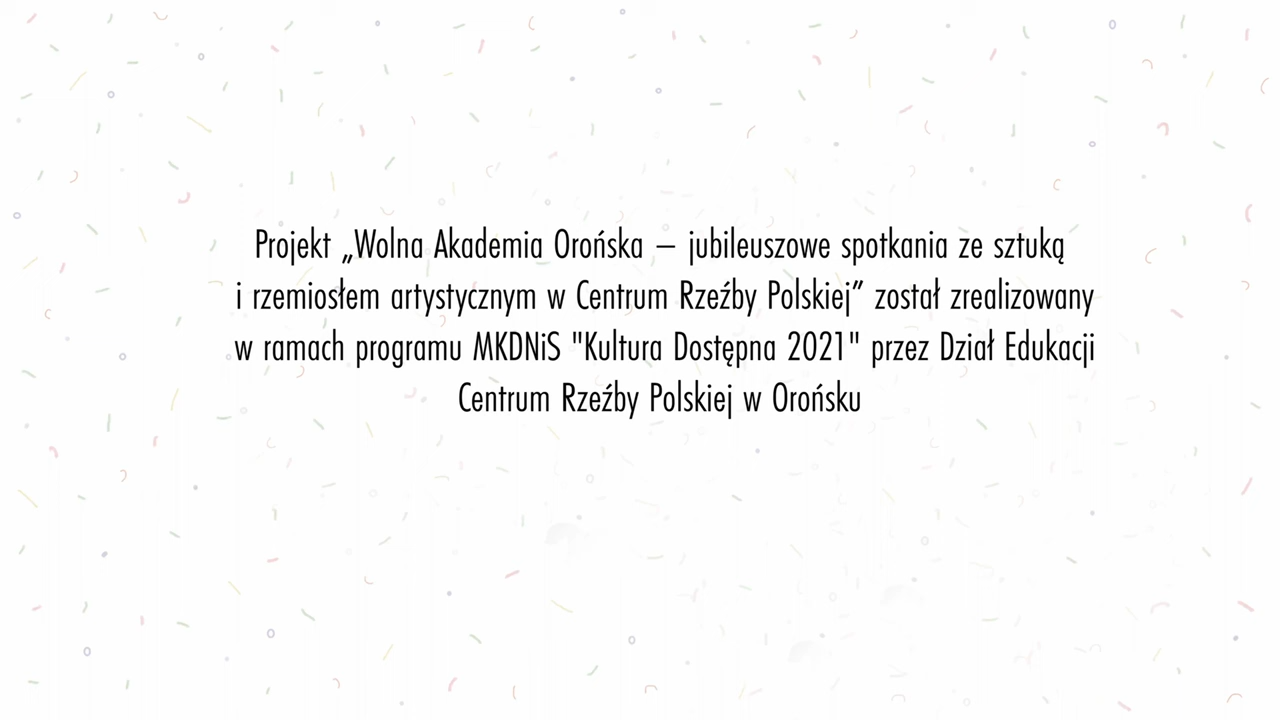 Projekt „Wolna Akademia Orońska – jubileuszowe spotkania ze sztuką
i rzemiosłem artystycznym w Centrum Rzeźby Polskiej” został zrealizowany
w ramach programu MKDNiS "Kultura Dostępna 2021" przez Dział Edukacji
Centrum Rzeźby Polskiej w Orońsku